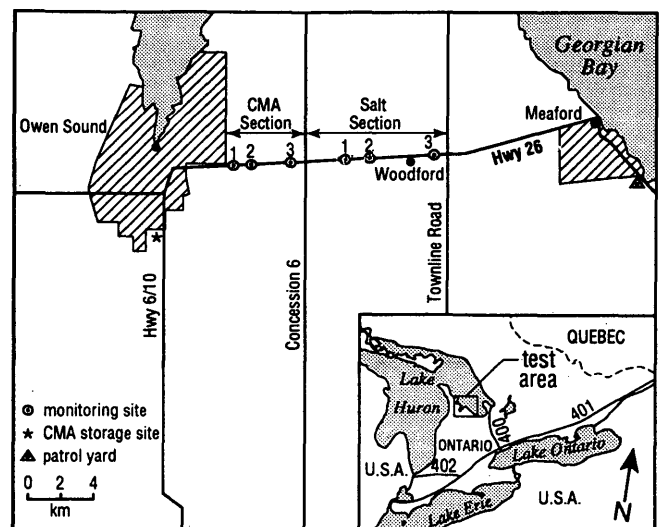 Georgian
Bay
Meaford
Owen Sound
CMA
Section
Salt
Section
1 2 3 1 2 3
Woodford
Hwy 26
Hwy 6/10
Concession 6
Townline Road
monitoring site
CMA storage site
patrol yard
0 2 4
km
QUEBEC
test
area
Lake
Huron
ONTARIO
400
401
402
Lake Ontario
U.S.A.
Lake Erie
U.S.A.
N